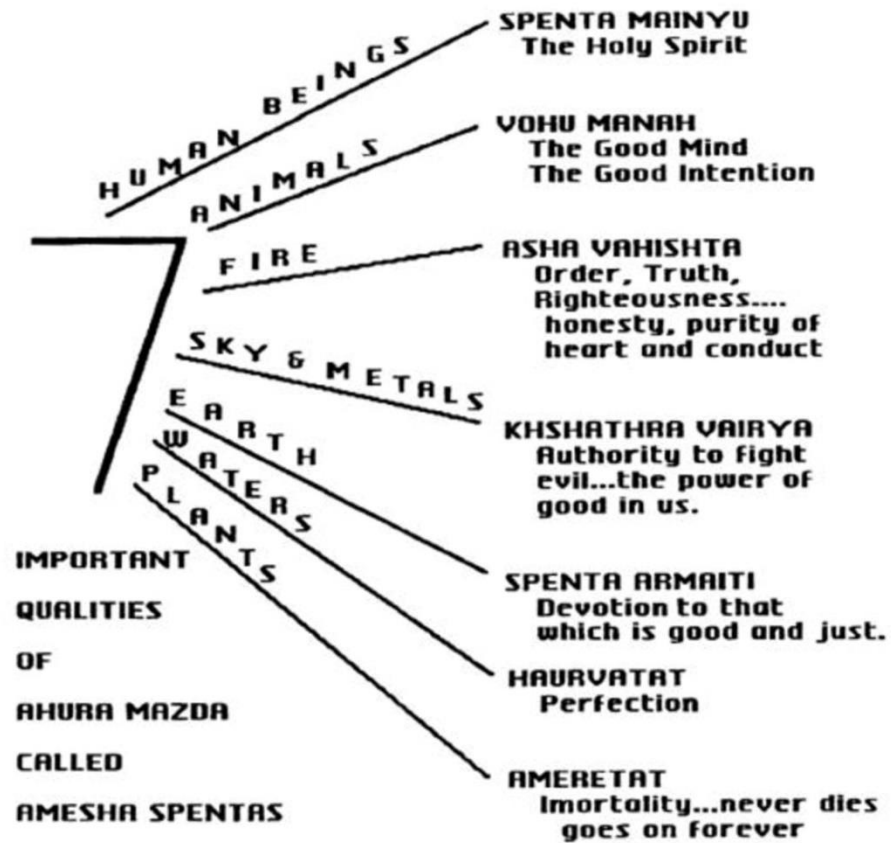 HUMAN BEINGS
SPENTA MAINYU
The Holy Spirit
ANIMALS
VOHU MANAH
The Good Mind
The Good Intention
7
FIRE
ASHA VAHISHTA
Order, Truth,
Righteousness....
honesty, purity of
heart and conduct
SKY & METALS
KHSHATHRA VAIRYA
Authority to fight
evil...the power of
good in us.
EARTH
SPENTA ARMAITI
Devotion to that
which is good and just.
WATERS
HAURVATAT
Perfection
PLANTS
AMERETAT
Imortality...never dies
goes on forever
IMPORTANT
QUALITIES
OF
AHURA MAZDA
CALLED
AMESHA SPENTAS